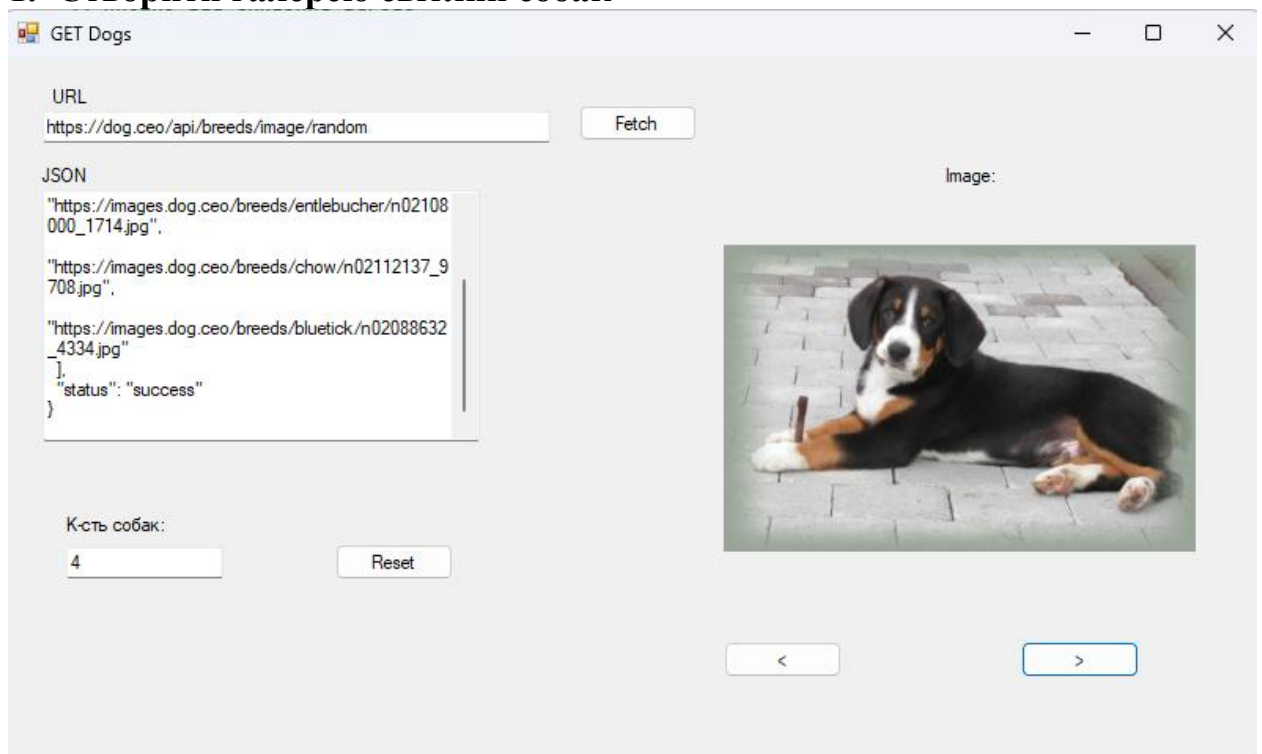 GET Dogs
URL
https://dog.ceo/api/breeds/image/random
Fetch
JSON
Image:
"https://images.dog.ceo/breeds/entlebucher/n02108
000_1714.jpg",
"https://images.dog.ceo/breeds/chow/n02112137_9
708.jpg",
"https://images.dog.ceo/breeds/bluetick/n02088632
_4334.jpg"
],
"status": "success"
}
К-сть собак:
4
Reset
<
>